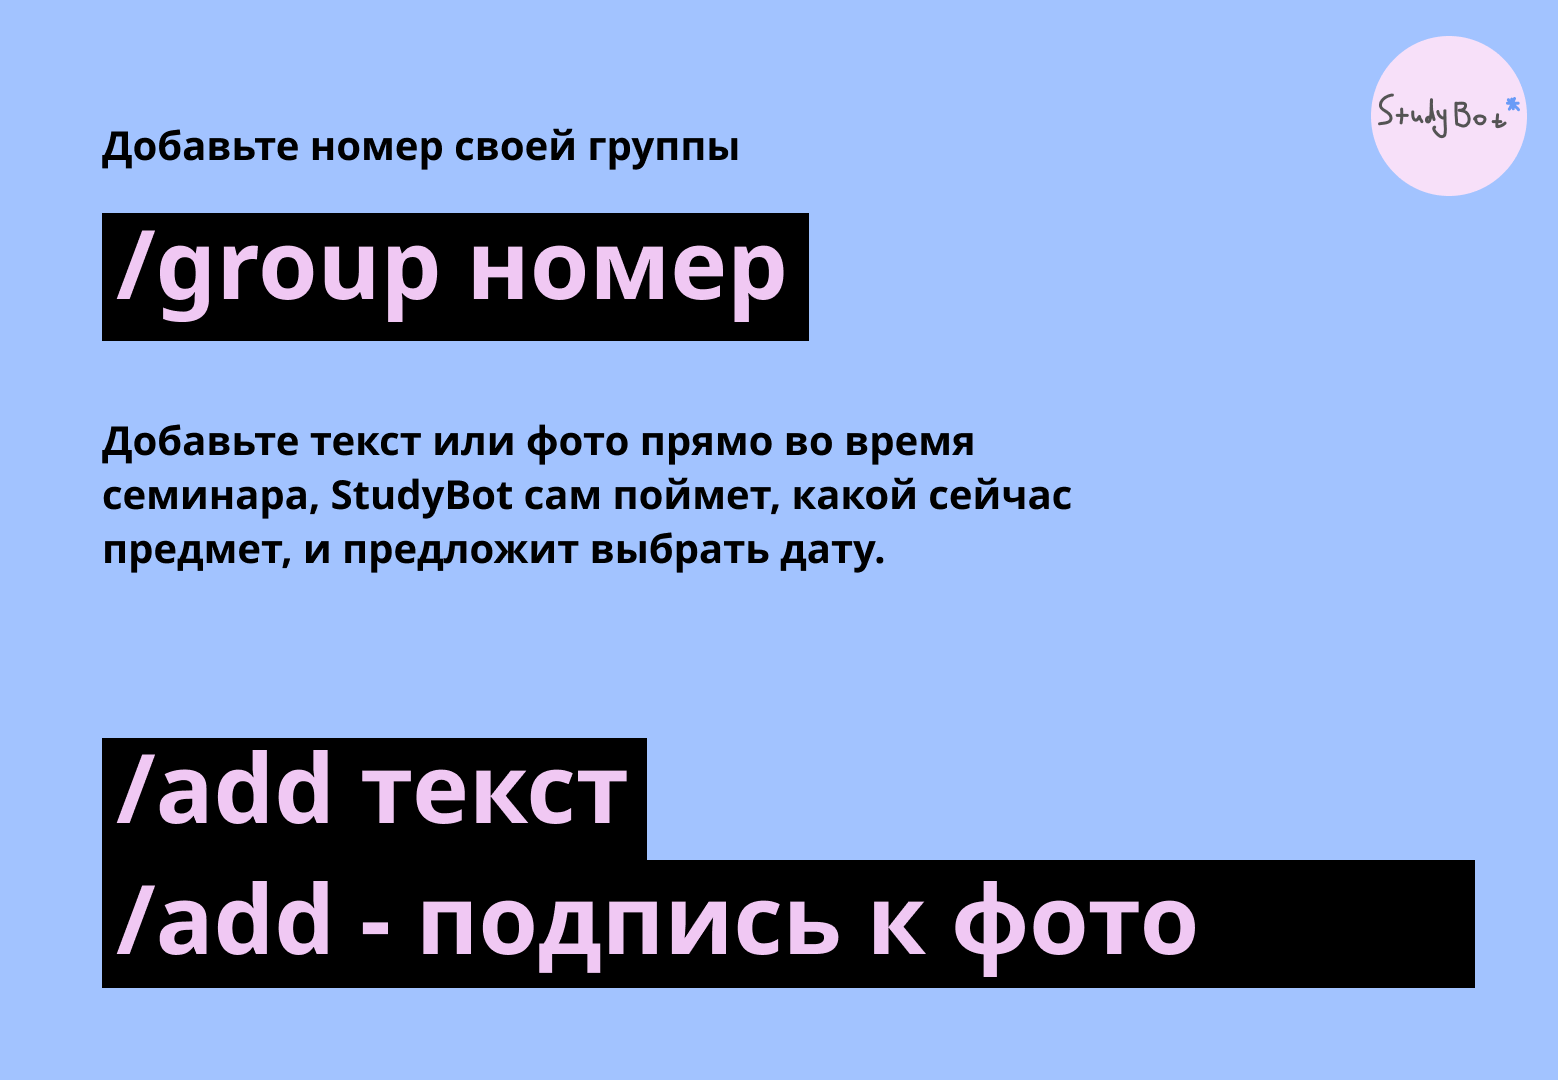 StudyBot*
Добавьте номер своей группы
/group номер
Добавьте текст или фото прямо во время
семинара, StudyBot сам поймет, какой сейчас
предмет, и предложит выбрать дату.
/add текст
/add - подпись к фото